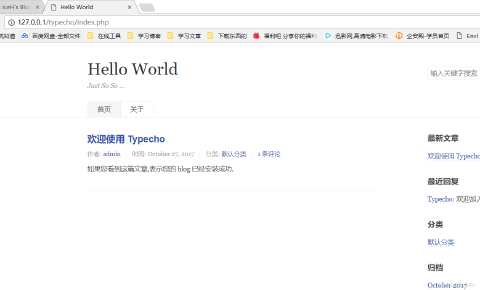 Hello World
127.0.0.1/typecho/index.php
百度网盘-全部文件 在线工具 学习博客 学习文章 下载东西的 福利吧 分享你的福利 迅影网,高清电影下载 企安殿-学员首页 Envi
Hello World
Just So So ...
输入关键字搜索
首页 关于
欢迎使用 Typecho
作者: admin 时间: October 27, 2017 分类: 默认分类 1 条评论
如果您看到这篇文章,表示您的 blog 已经安装成功.
最新文章
欢迎使用 Typecho
最近回复
Typecho: 欢迎加入
分类
默认分类
归档
October 2017